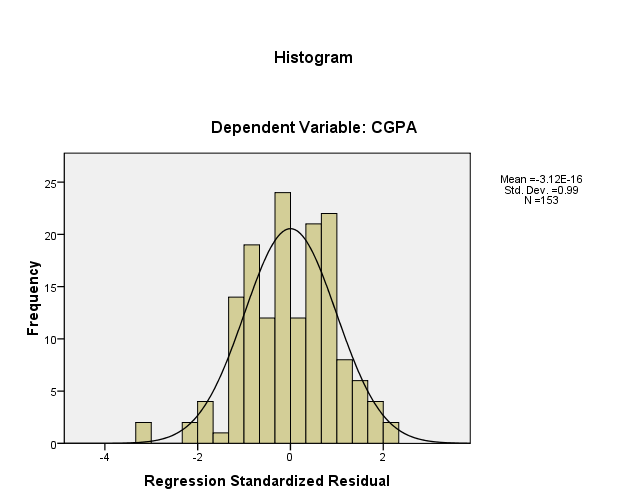 Histogram
Dependent Variable: CGPA
Mean =-3.12E-16
Std. Dev. =0.99
N =153
Frequency
25
20
15
10
5
0
-4
-2
0
2
Regression Standardized Residual